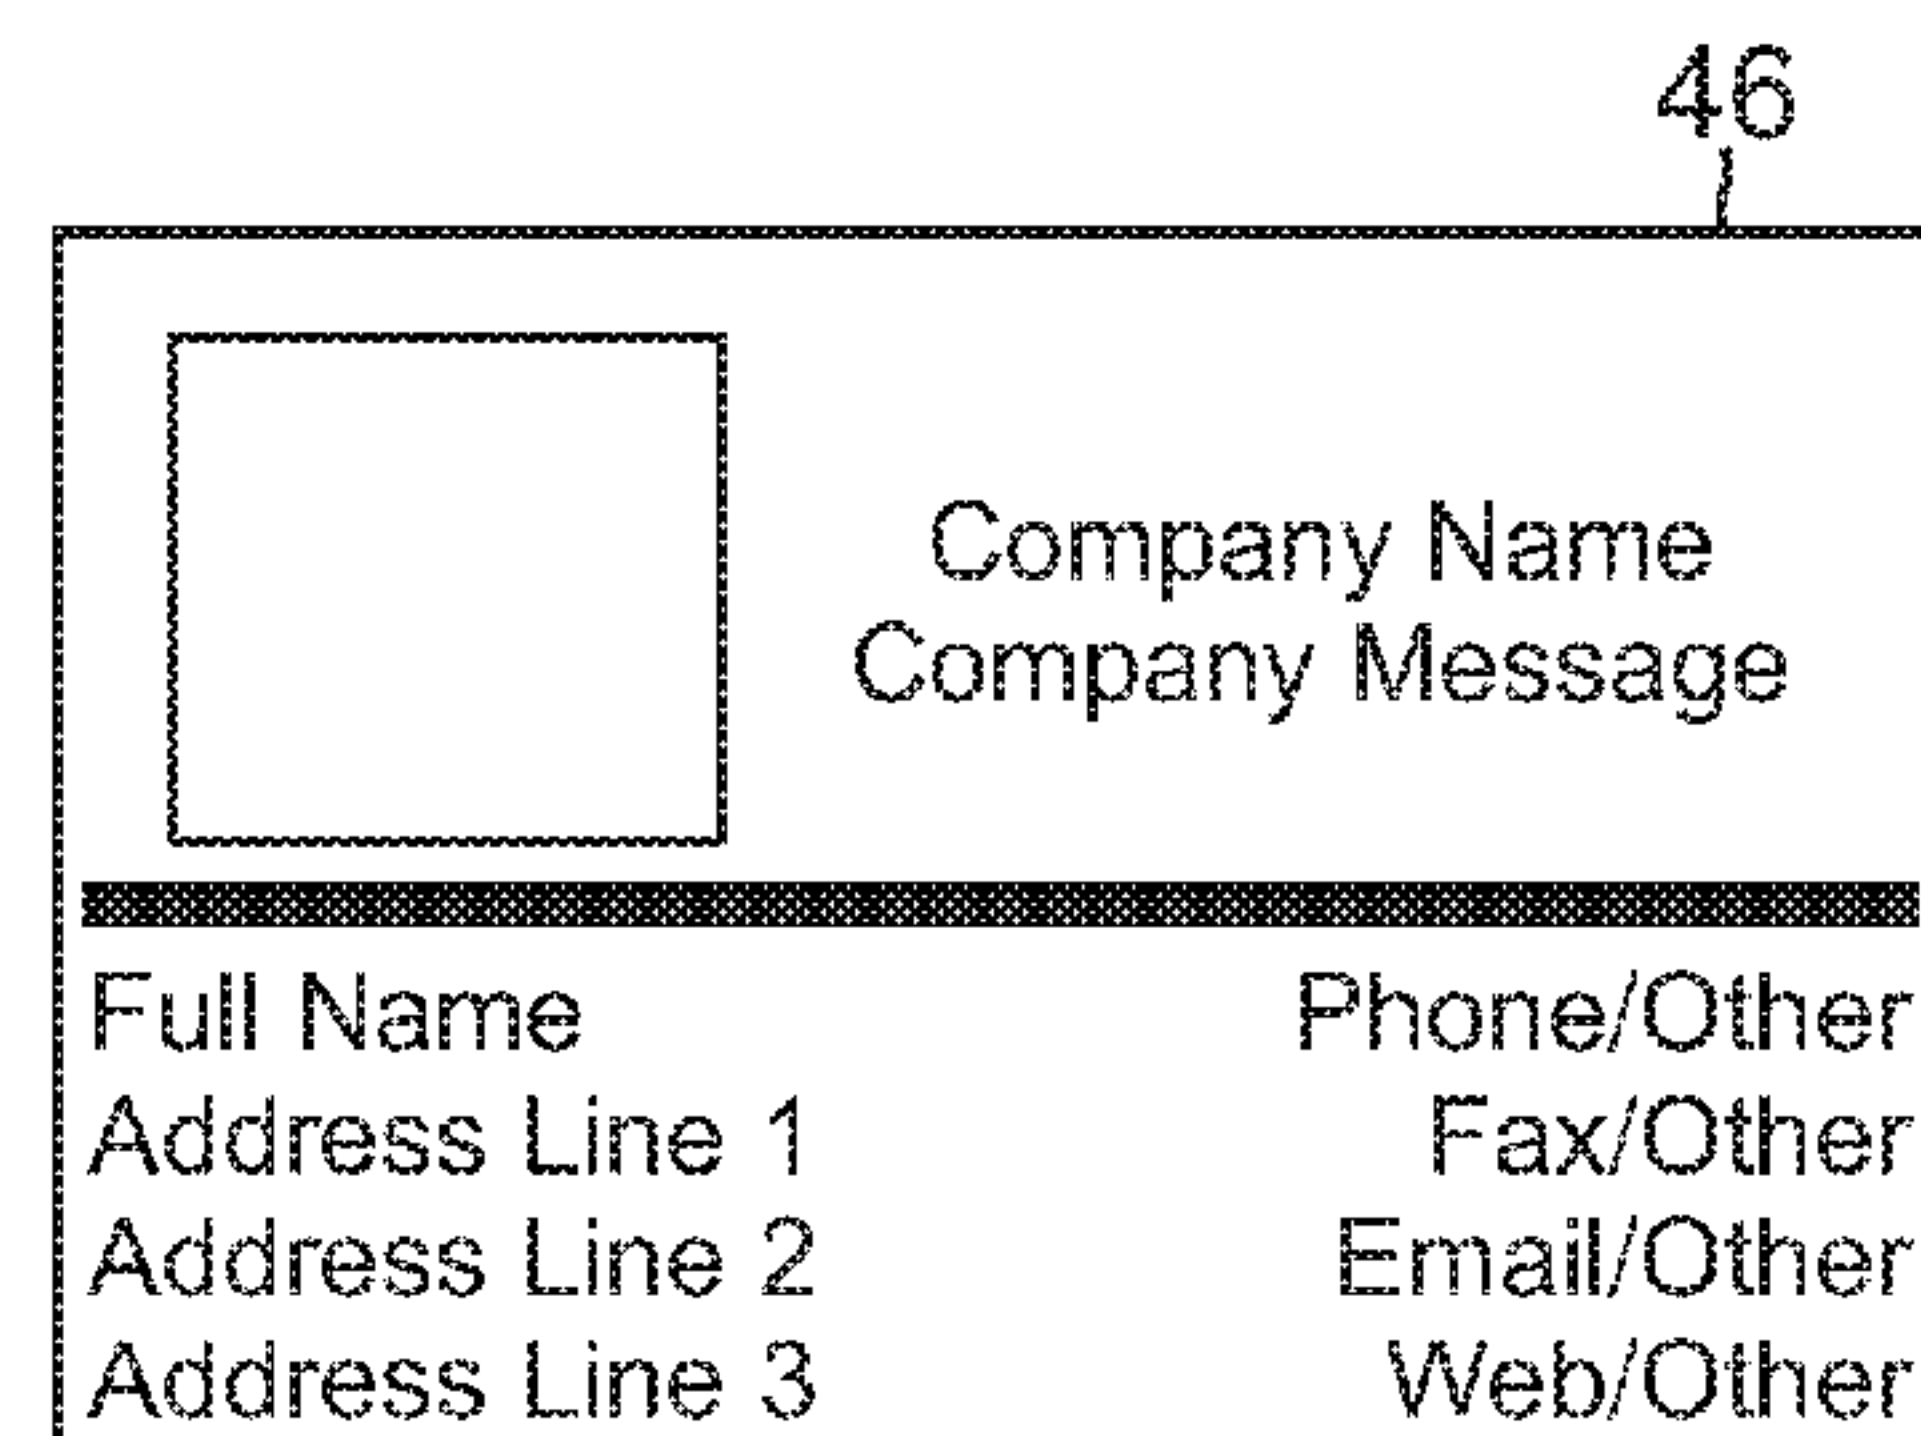 46
Company Name
Company Message
Full Name Phone/Other
Address Line 1 Fax/Other
Address Line 2 Email/Other
Address Line 3 Web/Other